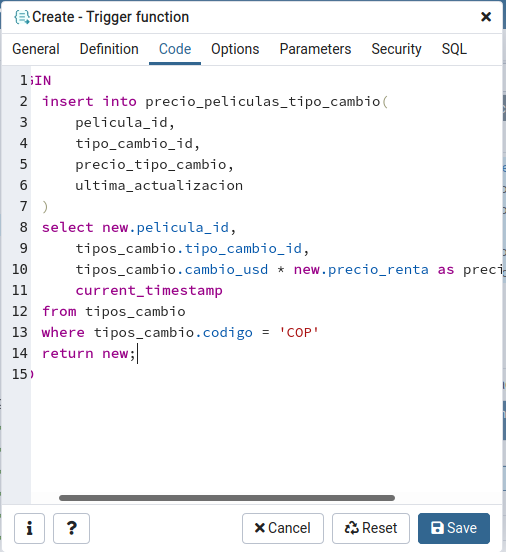 Create - Trigger function
General Definition Code Options Parameters Security SQL
1 GIN
2 insert into precio_peliculas_tipo_cambio(
3 pelicula_id,
4 tipo_cambio_id,
5 precio_tipo_cambio,
6 ultima_actualizacion
7 )
8 select new.pelicula_id,
9 tipos_cambio.tipo_cambio_id,
10 tipos_cambio.cambio_usd * new.precio_renta as preci
11 current_timestamp
12 from tipos_cambio
13 where tipos_cambio.codigo = 'COP'
14 return new;
15
i ? Cancel Reset Save